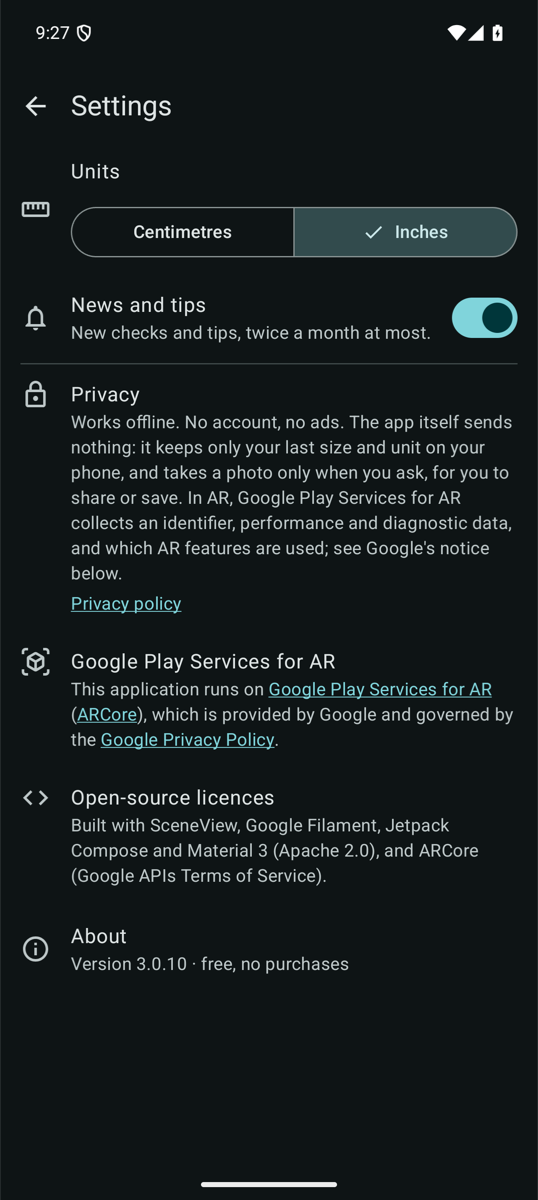 9:27
Settings
Units
Centimetres
Inches
News and tips
New checks and tips, twice a month at most.
Privacy
Works offline. No account, no ads. The app itself sends
nothing: it keeps only your last size and unit on your
phone, and takes a photo only when you ask, for you to
share or save. In AR, Google Play Services for AR
collects an identifier, performance and diagnostic data,
and which AR features are used; see Google's notice
below.
Privacy policy
Google Play Services for AR
This application runs on Google Play Services for AR
(ARCore), which is provided by Google and governed by
the Google Privacy Policy.
Open-source licences
Built with SceneView, Google Filament, Jetpack
Compose and Material 3 (Apache 2.0), and ARCore
(Google APIs Terms of Service).
About
Version 3.0.10 · free, no purchases